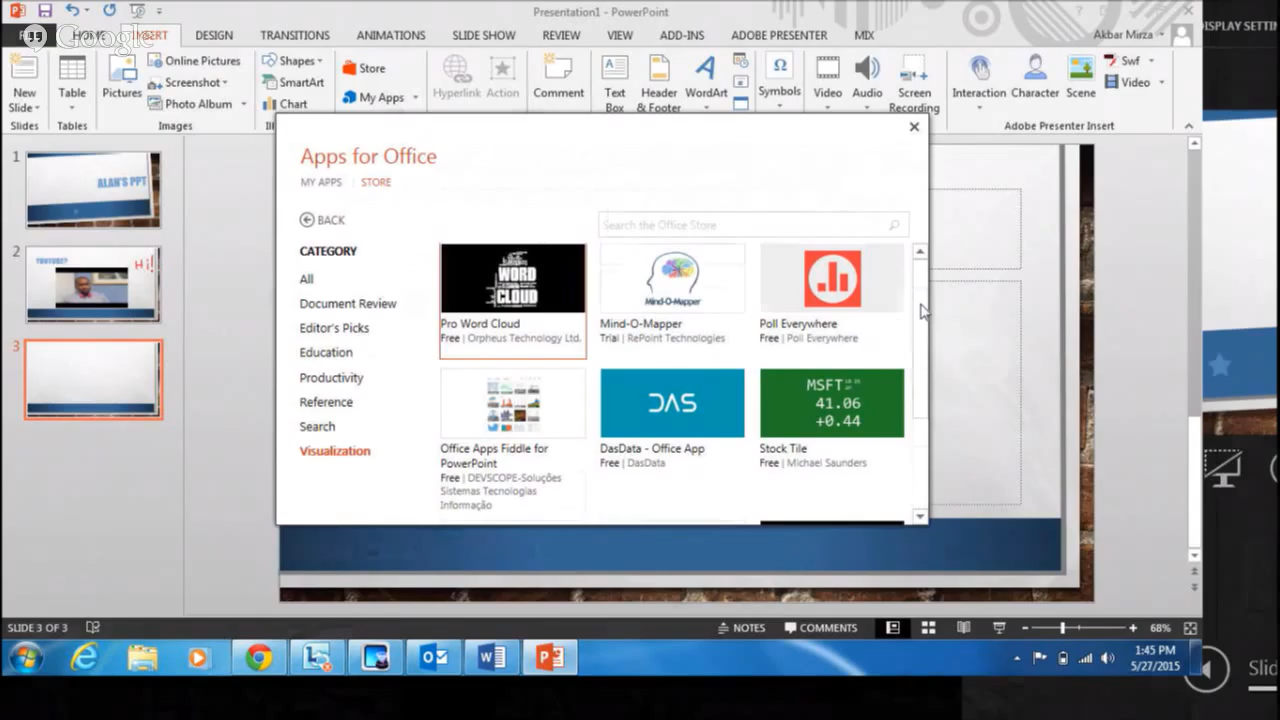 Presentation1 - PowerPoint
DISPLAY SETTI
Google
HOME INSERT DESIGN TRANSITIONS ANIMATIONS SLIDE SHOW REVIEW VIEW ADD-INS ADOBE PRESENTER MIX
Akbar Mirza
New Slide
Table
Pictures
Online Pictures
Screenshot
Photo Album
Shapes
SmartArt
Chart
Store
My Apps
Hyperlink
Action
Comment
Text Box
Header & Footer
WordArt
Symbols
Video
Audio
Screen Recording
Interaction
Character
Scene
Swf
Video
Slides
Tables
Images
Adobe Presenter Insert
1
ALAN'S PPT
2
YOUTUBE?
Hi!
3
Apps for Office
MY APPS STORE
BACK
Search the Office Store
CATEGORY
All
Document Review
Editor's Picks
Education
Productivity
Reference
Search
Visualization
WORD CLOUD
Pro Word Cloud
Free | Orpheus Technology Ltd.
MIND-O-MAPPER
Mind-O-Mapper
Trial | RePoint Technologies
Poll Everywhere
Free | Poll Everywhere
Office Apps Fiddle for PowerPoint
Free | DEVSCOPE-Soluções
Sistemas Tecnologias
Informação
DAS
DasData - Office App
Free | DasData
MSFT
41.06
+0.44
Stock Tile
Free | Michael Saunders
SLIDE 3 OF 3
NOTES
COMMENTS
68%
1:45 PM
5/27/2015
Slid